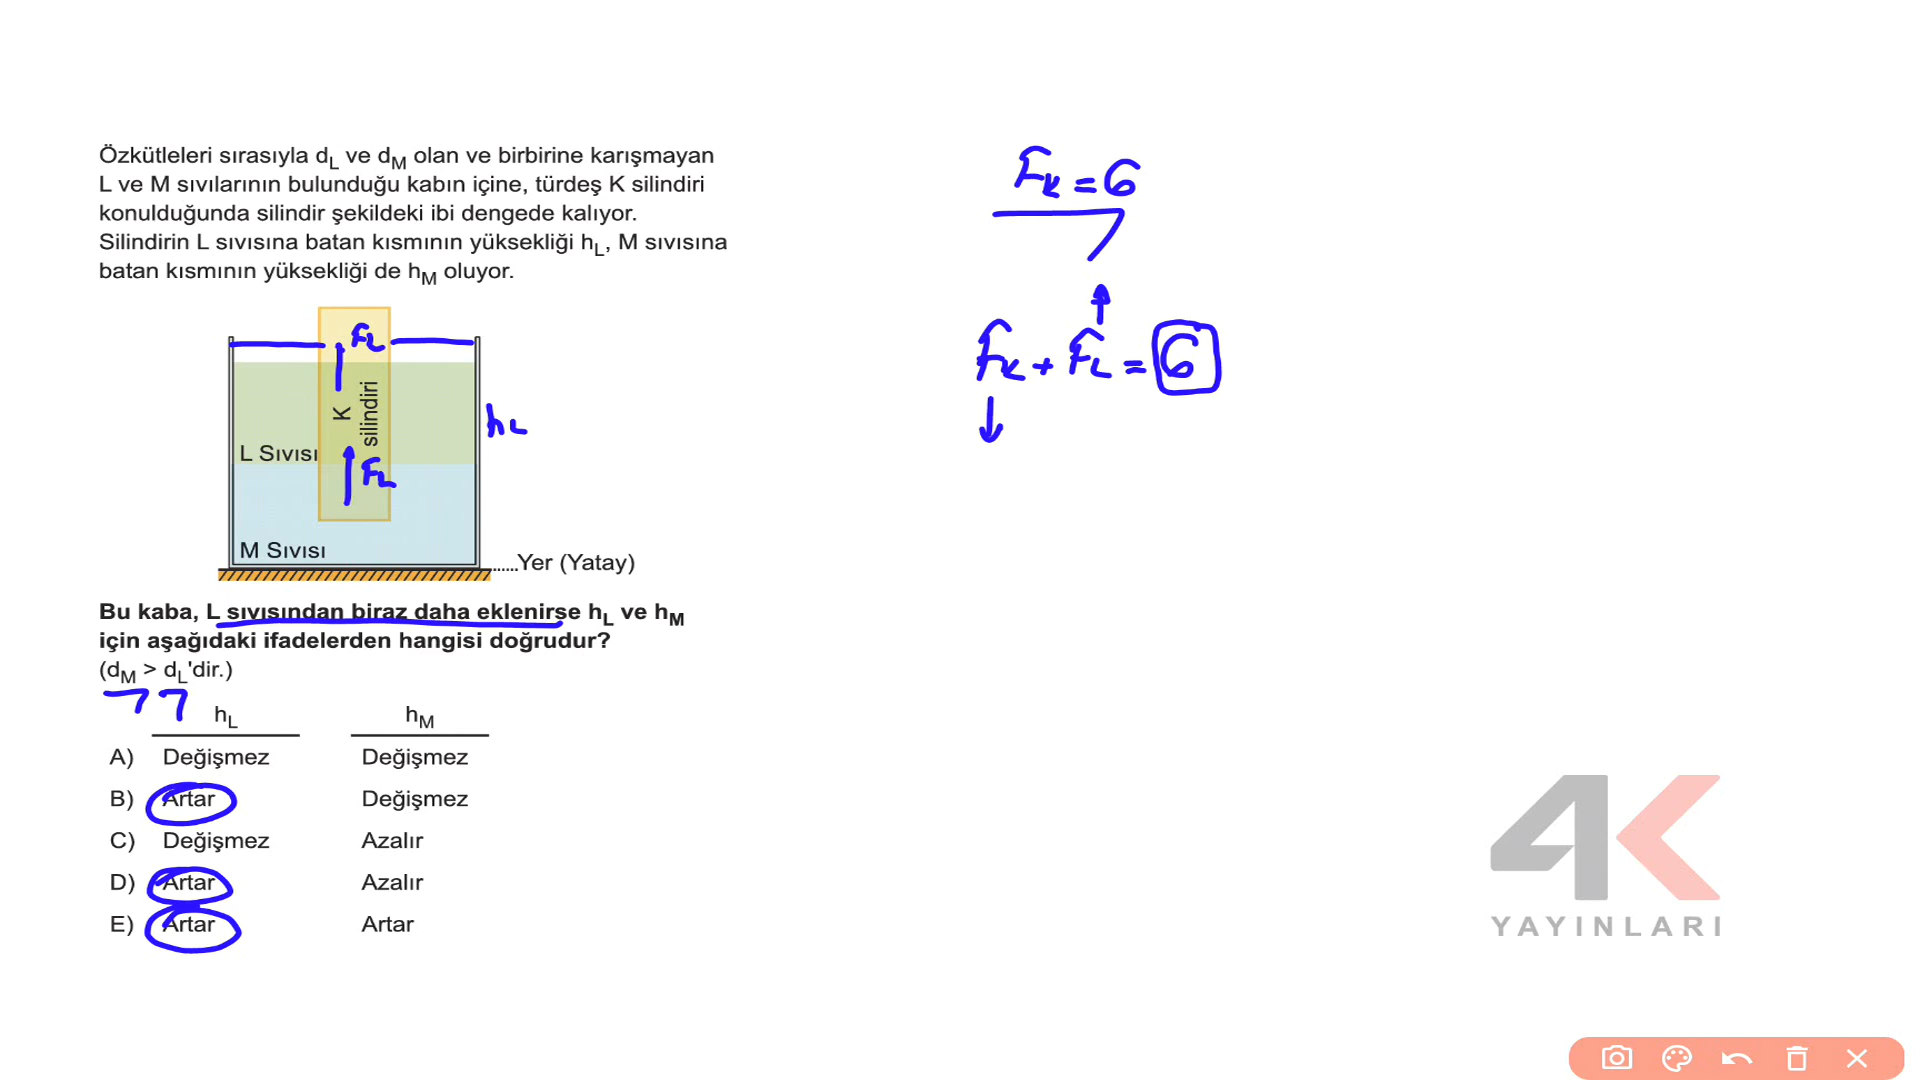 Özkütleleri sırasıyla dL ve dM olan ve birbirine karışmayan
L ve M sıvılarının bulunduğu kabın içine, türdeş K silindiri
konulduğunda silindir şekildeki ibi dengede kalıyor.
Silindirin L sıvısına batan kısmının yüksekliği hL, M sıvısına
batan kısmının yüksekliği de hM oluyor.
FL
K silindiri
hL
L Sıvısı
FL
M Sıvısı
Yer (Yatay)
Bu kaba, L sıvısından biraz daha eklenirse hL ve hM
için aşağıdaki ifadelerden hangisi doğrudur?
(dM > dL'dir.)
hL hM
A) Değişmez Değişmez
B) Artar Değişmez
C) Değişmez Azalır
D) Artar Azalır
E) Artar Artar
FK = G
FK + FL = G
4K
YAYINLARI